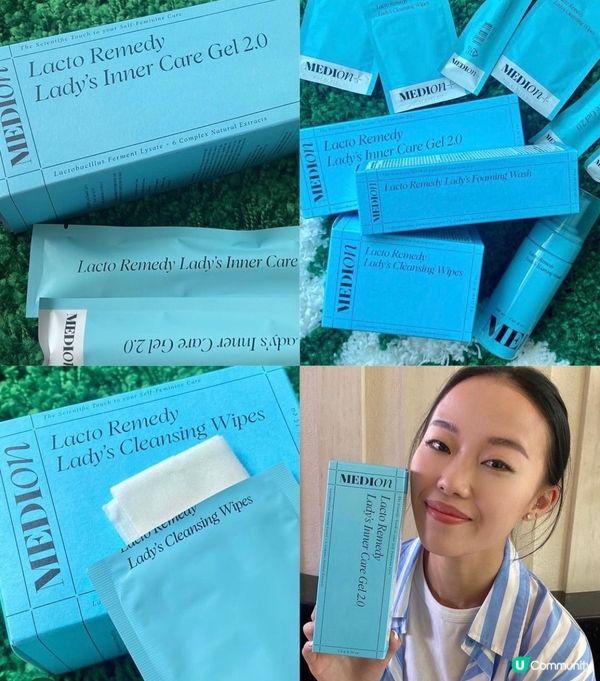 The Scientific Touch to your Self-Feminine Care
MEDION
Lacto Remedy
Lady's Inner Care Gel 2.0
Lactobacillus Ferment Lysate + 6 Complex Natural Extracts
Lacto Remedy Lady's Inner Care
MEDION
Lady's Inner Care Gel 2.0
Lady's Cleansing Wipes
MEDION+
MEDION+
MEDION+
Lacto Remedy
Lady's Inner Care Gel 2.0
MEDION
Lacto Remedy Lady's Foaming Wash
MEDION
Lacto Remedy
Lady's Cleansing Wipes
MEDION
The Scientific Touch to your Self-Feminine Care
Lacto Remedy
Lady's Cleansing Wipes
MEDION
Lacto Remedy
Lady's Cleansing Wipes
MEDION
Lacto Remedy
Lady's Inner Care Gel 2.0
U Community